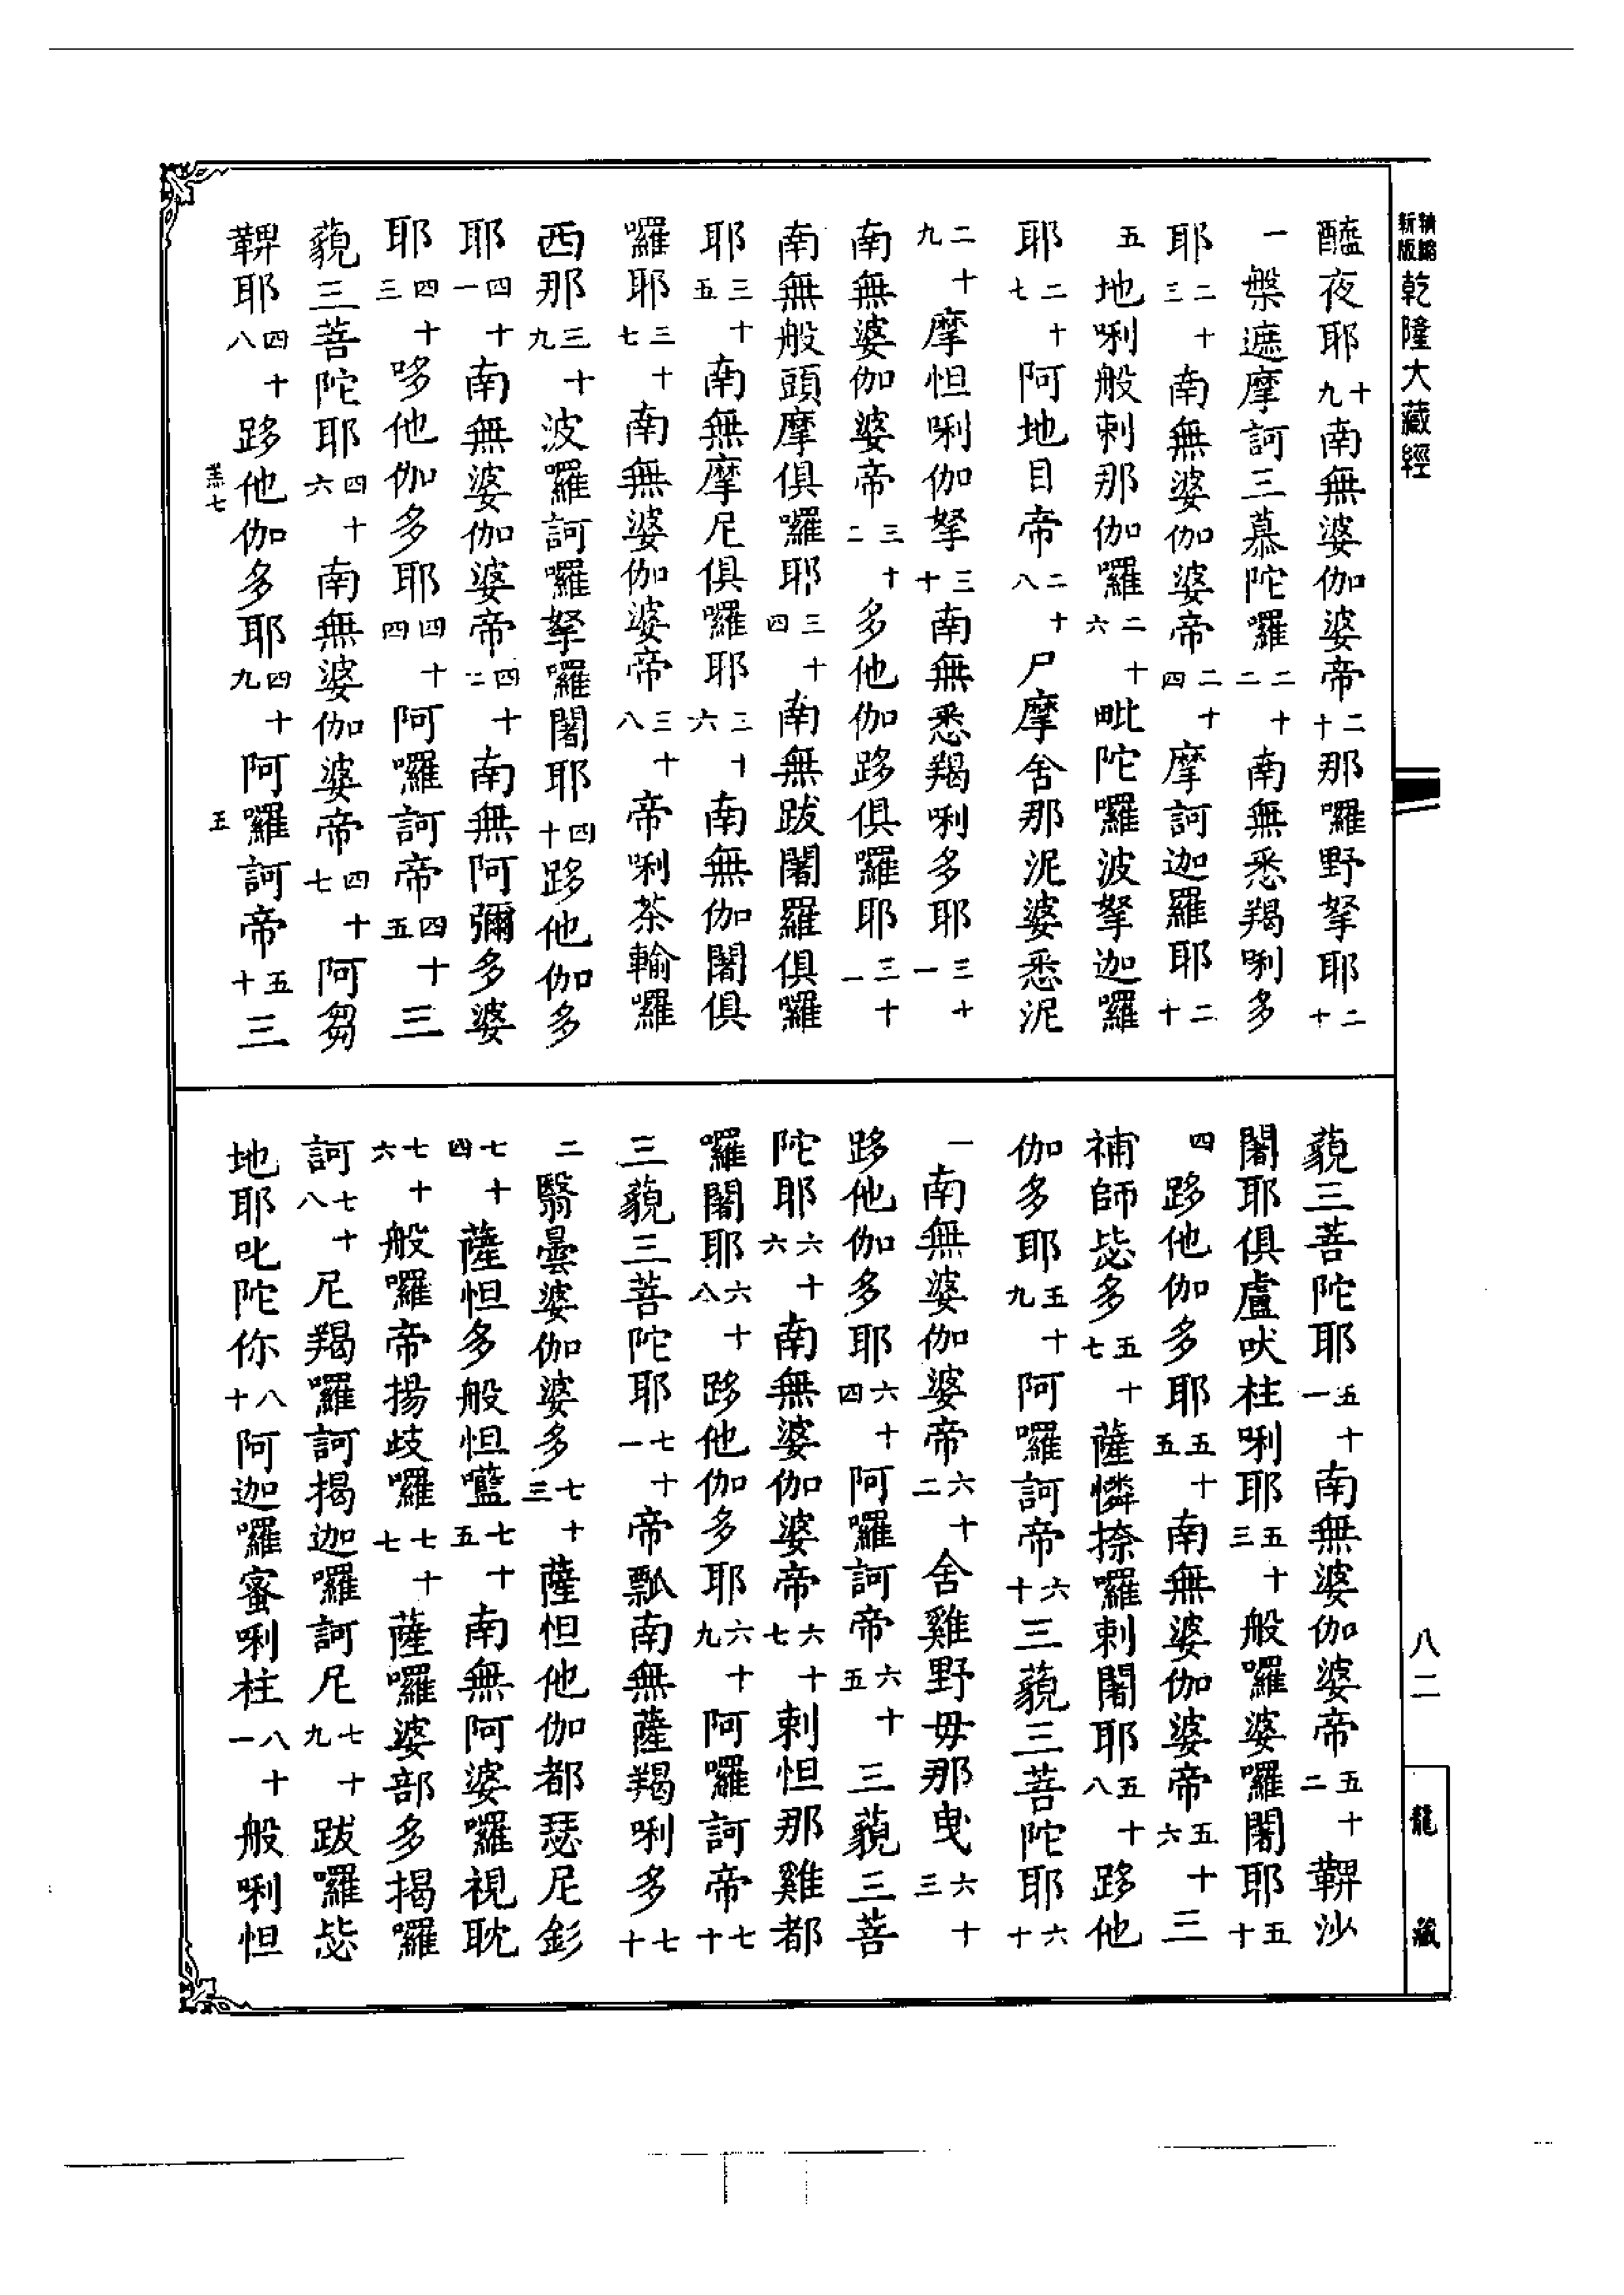 精縮新版乾隆大藏經
醯夜耶十九南無婆伽婆帝二十那囉野拏耶二十
一槃遮摩訶三慕陀囉二十二南無悉羯唎多
耶二十三南無婆伽婆帝二十四摩訶迦羅耶二十
五地唎般剌那伽囉二十六毗陀囉波拏迦囉
耶二十七阿地目帝二十八尸摩舍那泥婆悉泥
二十九摩怛唎伽拏三十南無悉羯唎多耶三十一
南無婆伽婆帝三十二多他伽跢俱囉耶三十一
南無般頭摩俱囉耶三十四南無跋闍羅俱囉
耶三十五南無摩尼俱囉耶三十六南無伽闍俱
囉耶三十七南無婆伽婆帝三十八帝唎茶輸囉
西那三十九波囉訶囉拏囉闍耶四十跢他伽多
耶四十一南無婆伽婆帝四十二南無阿彌多婆
耶四十三哆他伽多耶四十四阿囉訶帝四十五三
藐三菩陀耶四十六南無婆伽婆帝四十七阿芻
鞞耶四十八跢他伽多耶四十九阿囉訶帝五十三
羔七
五
藐三菩陀耶五十一南無婆伽婆帝五十二鞞沙
闍耶俱盧吠柱唎耶五十三般囉婆囉闍耶五十
四跢他伽多耶五十五南無婆伽婆帝五十六三
補師毖多五十七薩憐捺囉剌闍耶五十八跢他
伽多耶五十九阿囉訶帝六十三藐三菩陀耶六十
一南無婆伽婆帝六十二舍雞野毋那曳六十三
跢他伽多耶六十四阿囉訶帝六十五三藐三菩
陀耶六十六南無婆伽婆帝六十七剌怛那雞都
囉闍耶六十八跢他伽多耶六十九阿囉訶帝七十
三藐三菩陀耶七十一帝瓢南無薩羯唎多七十
二翳曇婆伽婆多七十三薩怛他伽都瑟尼釤
七十四薩怛多般怛囕七十五南無阿婆囉視耽
七十六般囉帝揚歧囉七十七薩囉婆部多揭囉
訶七十八尼羯囉訶揭迦囉訶尼七十九跋囉毖
地耶叱陀你八十阿迦囉蜜唎柱八十一般唎怛
八二
龍藏